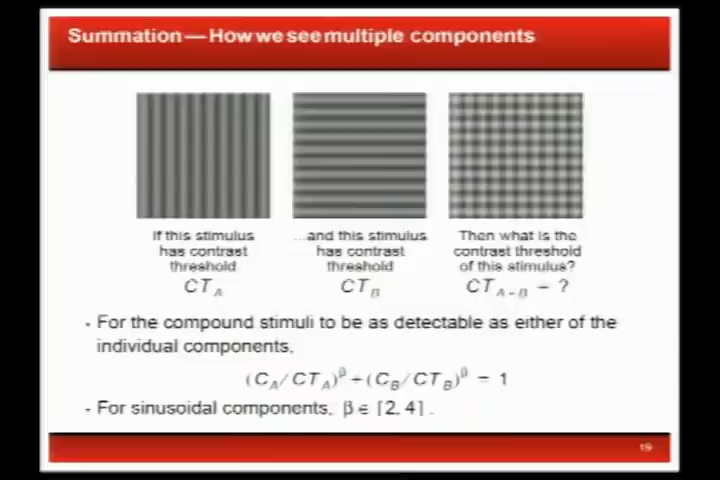 Summation—How we see multiple components
If this stimulus
has contrast
threshold
CT_A
...and this stimulus
has contrast
threshold
CT_B
Then what is the
contrast threshold
of this stimulus?
CT_A+B = ?
• For the compound stimuli to be as detectable as either of the
individual components,
(C_A/CT_A)^β + (C_B/CT_B)^β = 1
• For sinusoidal components, β ∈ [2, 4].
19